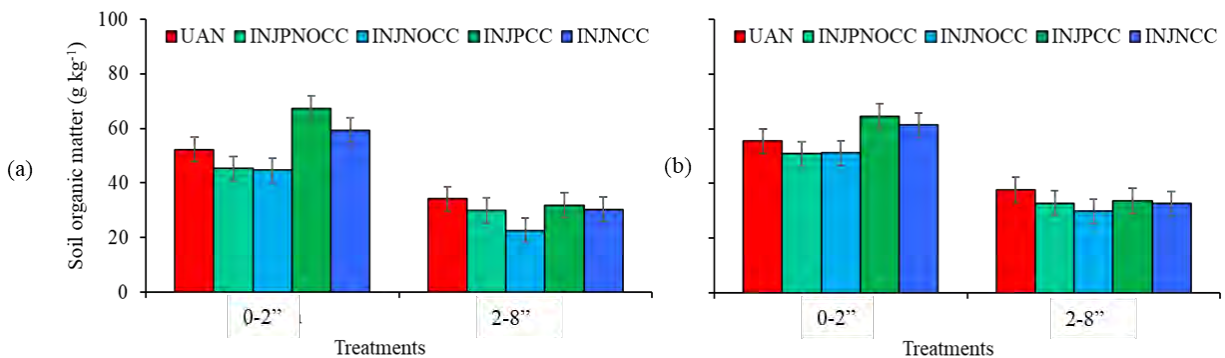 (a)
Soil organic matter (g kg-1)
100
80
60
40
20
0
UAN INJPNOCC INJNOCC INJPCC INJNCC
0-2” 2-8”
Treatments
(b)
UAN INJPNOCC INJNOCC INJPCC INJNCC
0-2” 2-8”
Treatments